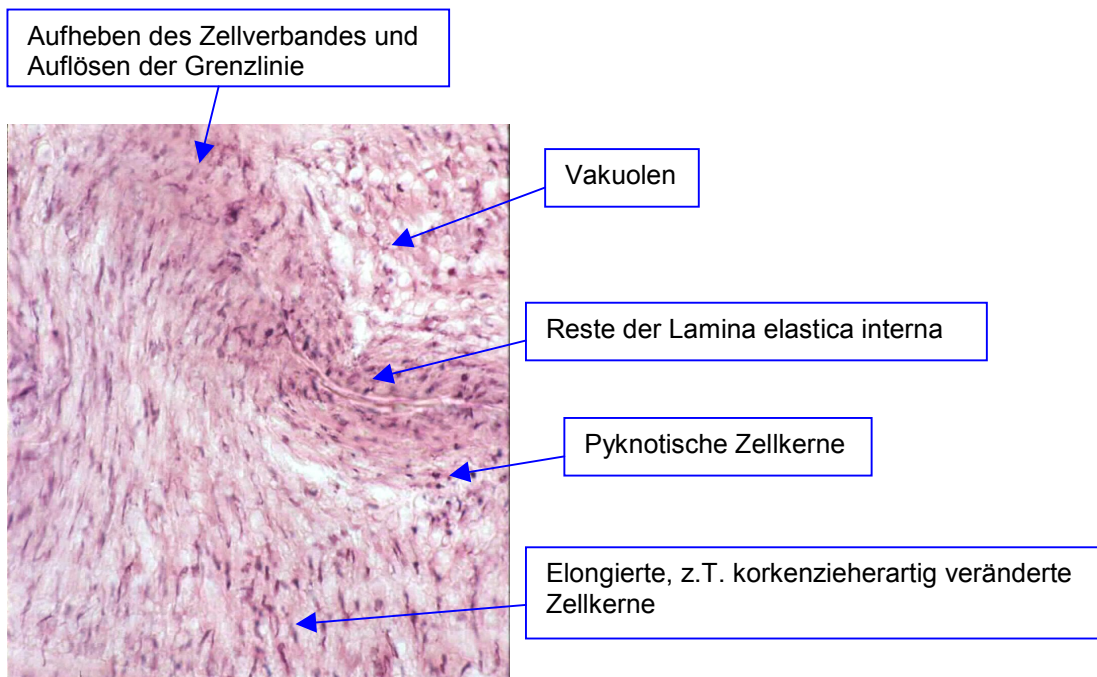 Aufheben des Zellverbandes und
Auflösen der Grenzlinie
Vakuolen
Reste der Lamina elastica interna
Pyknotische Zellkerne
Elongierte, z.T. korkenzieherartig veränderte
Zellkerne